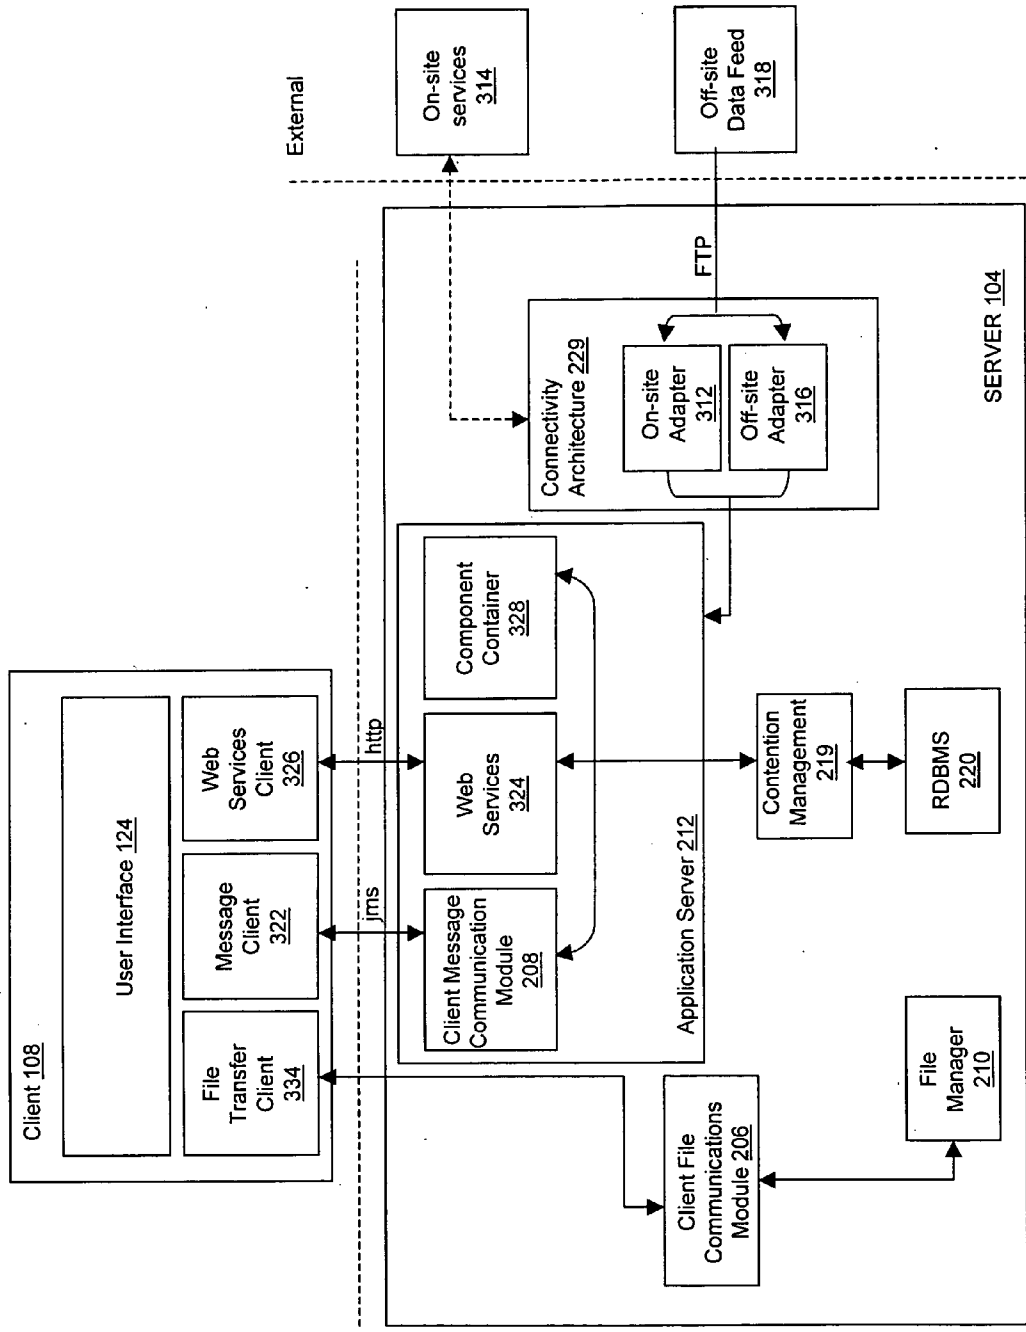 Client 108
User Interface 124
File
Transfer
Client
334
Message
Client
322
Web
Services
Client
326
jms
http
External
On-site
services
314
Off-site
Data Feed
318
FTP
Client Message
Communication
Module
208
Web
Services
324
Component
Container
328
Application Server 212
Connectivity
Architecture 229
On-site
Adapter
312
Off-site
Adapter
316
Client File
Communications
Module 206
File
Manager
210
Contention
Management
219
RDBMS
220
SERVER 104